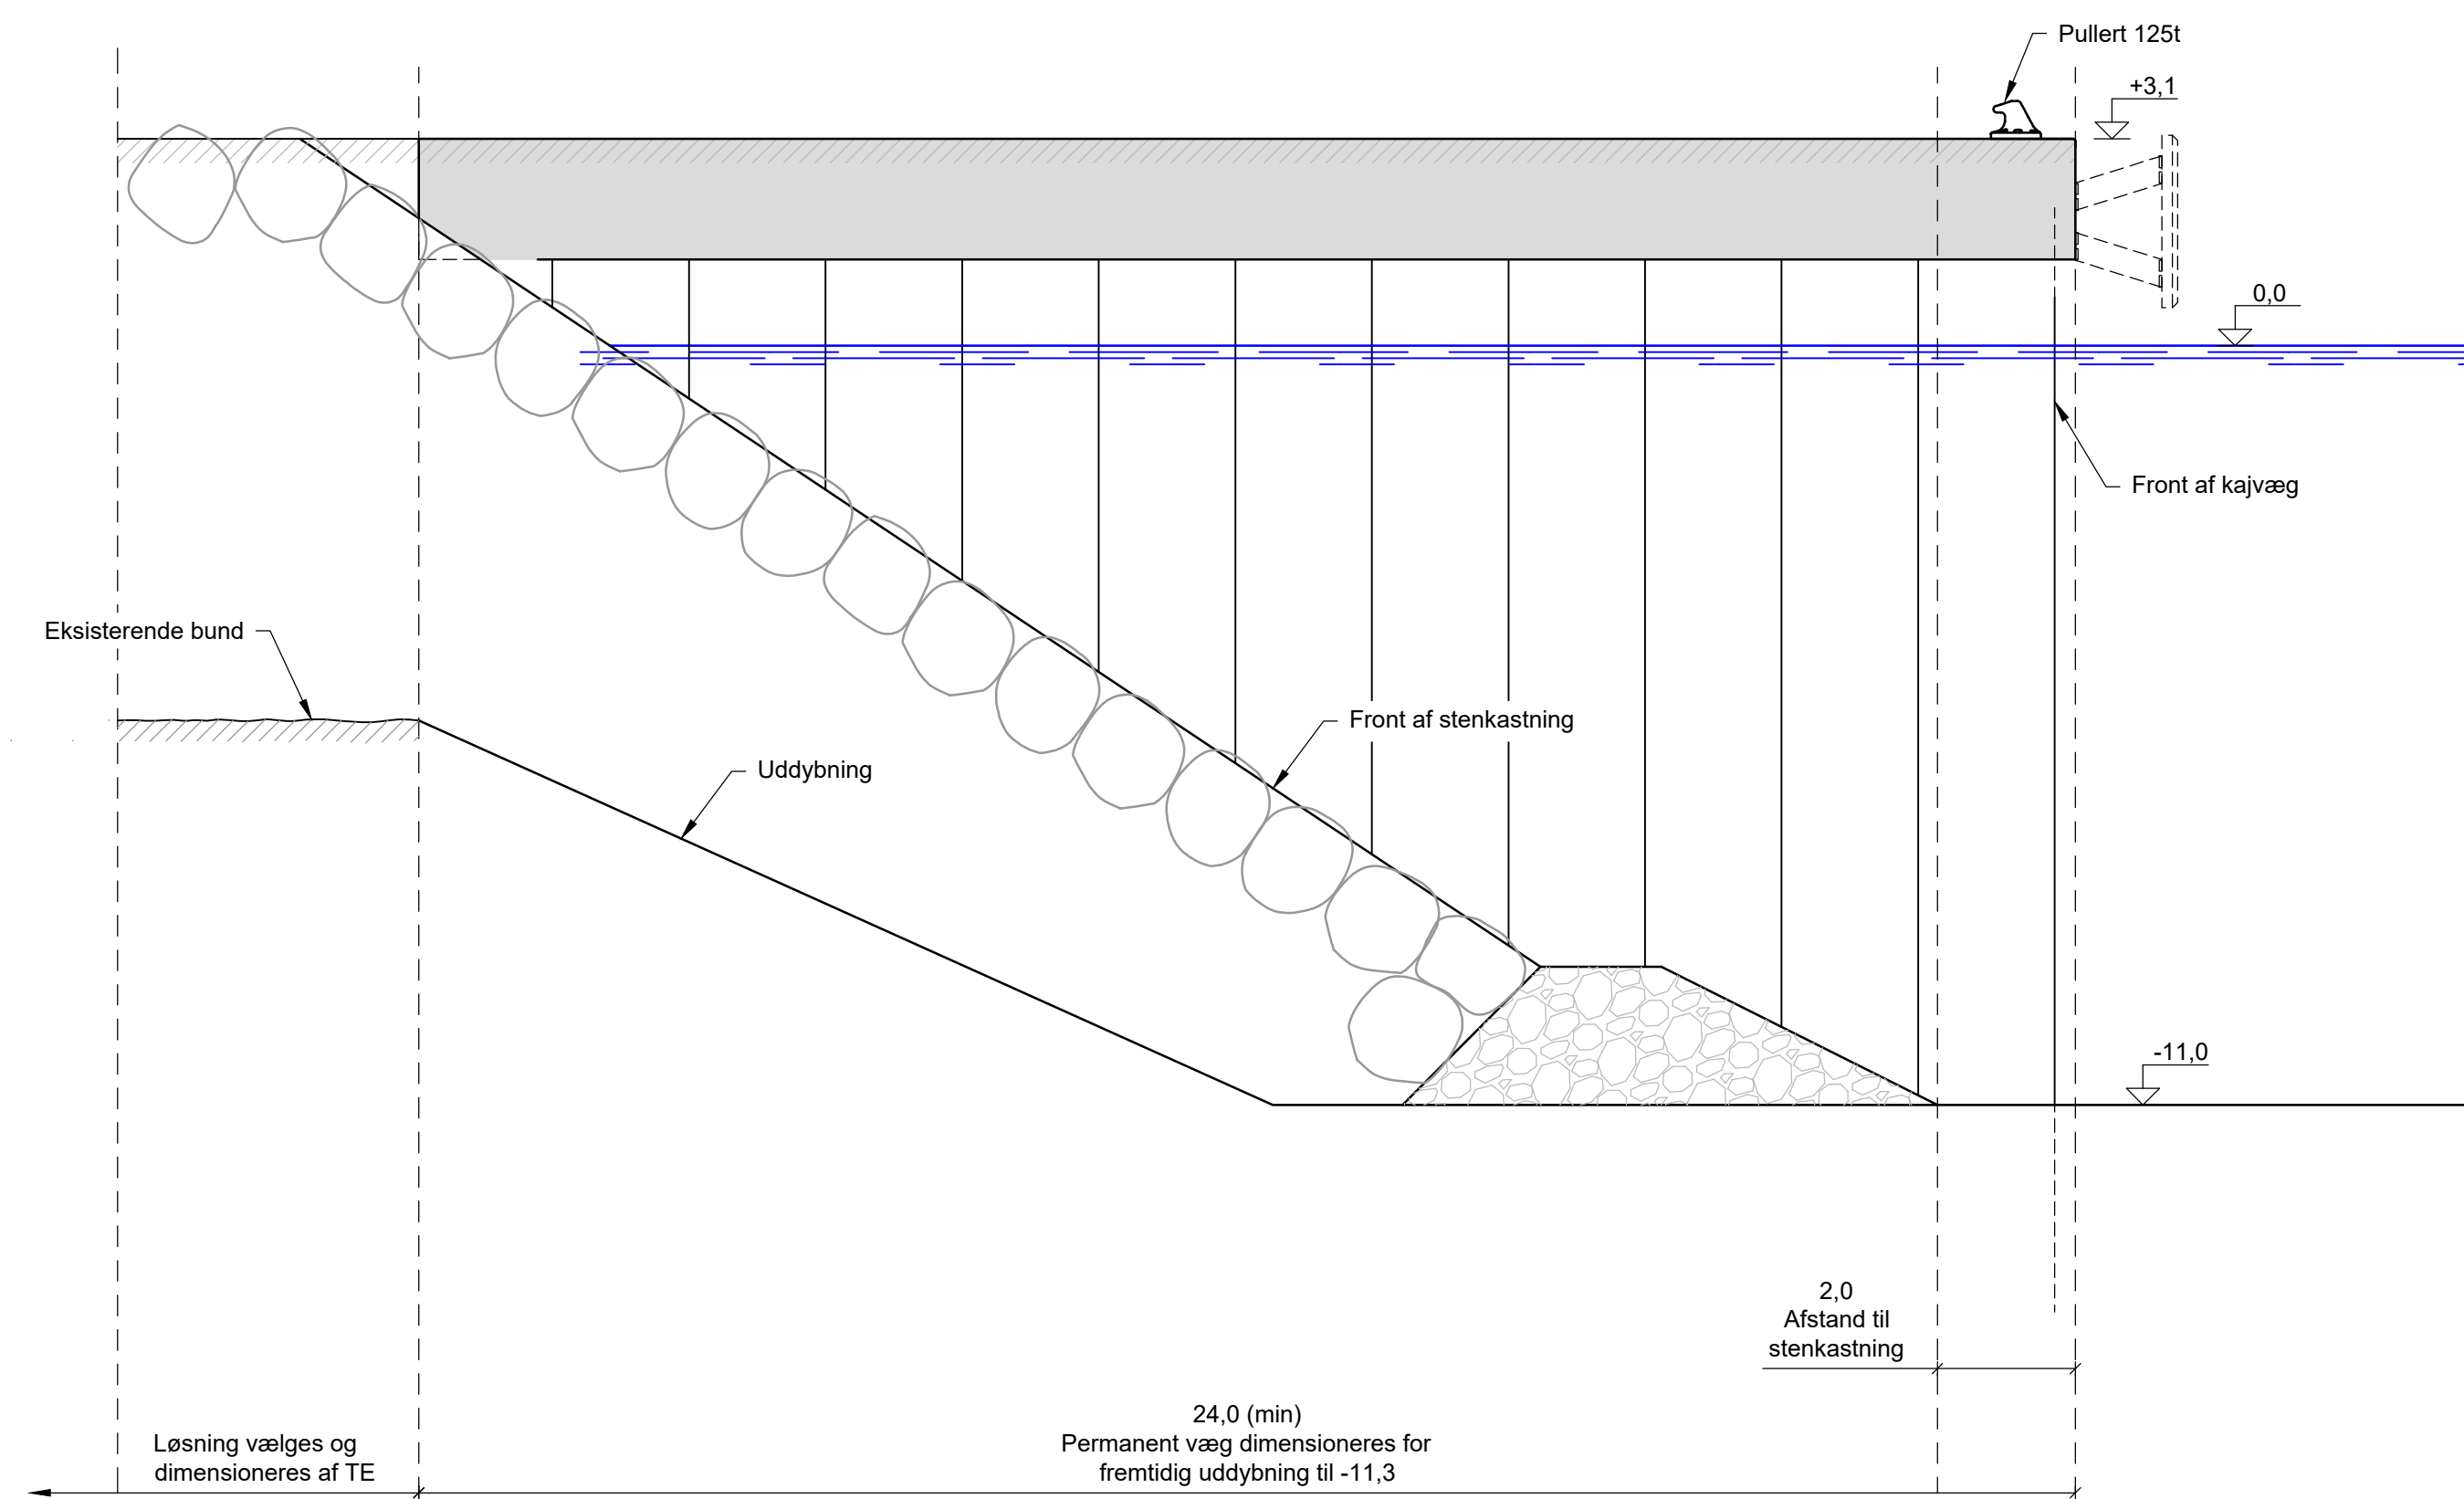 Pullert 125t
+3,1
0,0
Front af kajvæg
Eksisterende bund
Front af stenkastning
Uddybning
-11,0
2,0
Afstand til
stenkastning
24,0 (min)
Permanent væg dimensioneres for
fremtidig uddybning til -11,3
Løsning vælges og
dimensioneres af TE